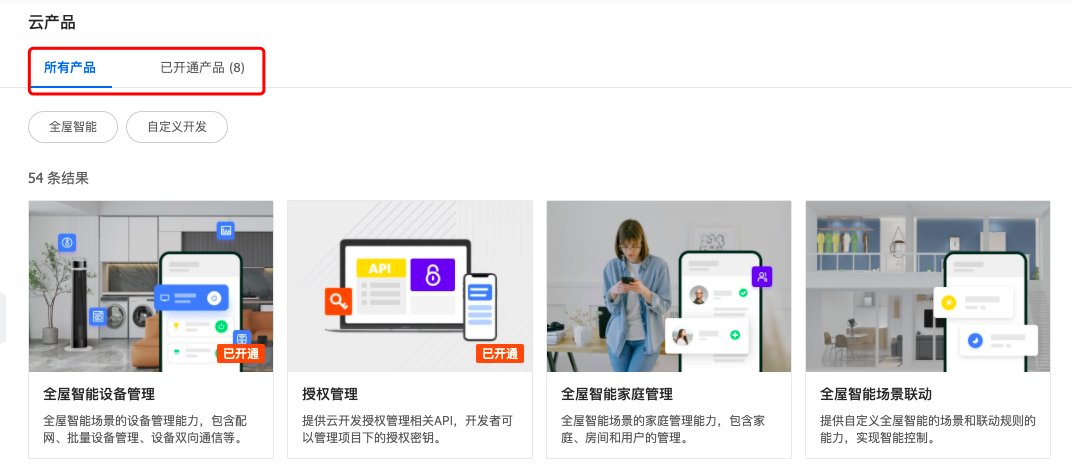 云产品
所有产品 已开通产品 (8)
全屋智能 自定义开发
54 条结果
API
已开通
已开通
全屋智能设备管理
全屋智能场景的设备管理能力，包含配
网、批量设备管理、设备双向通信等。
授权管理
提供云开发授权管理相关API，开发者可
以管理项目下的授权密钥。
全屋智能家庭管理
全屋智能场景的家庭管理能力，包含家
庭、房间和用户的管理。
全屋智能场景联动
提供自定义全屋智能的场景和联动规则的
能力，实现智能控制。